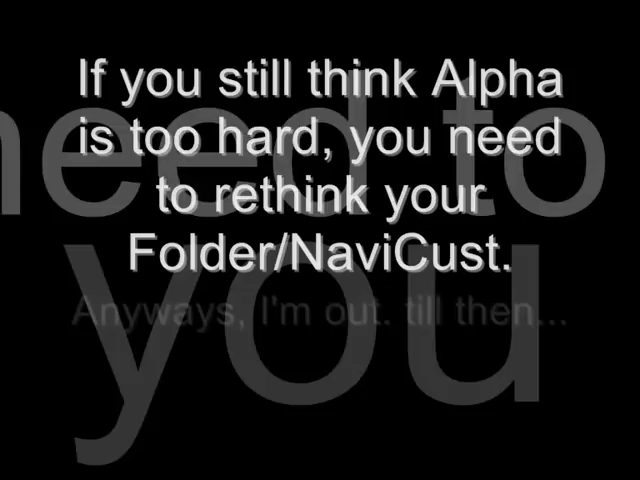 If you still think Alpha
is too hard, you need
to rethink your
Folder/NaviCust.
Anyways, I'm out. till then...
need to
you